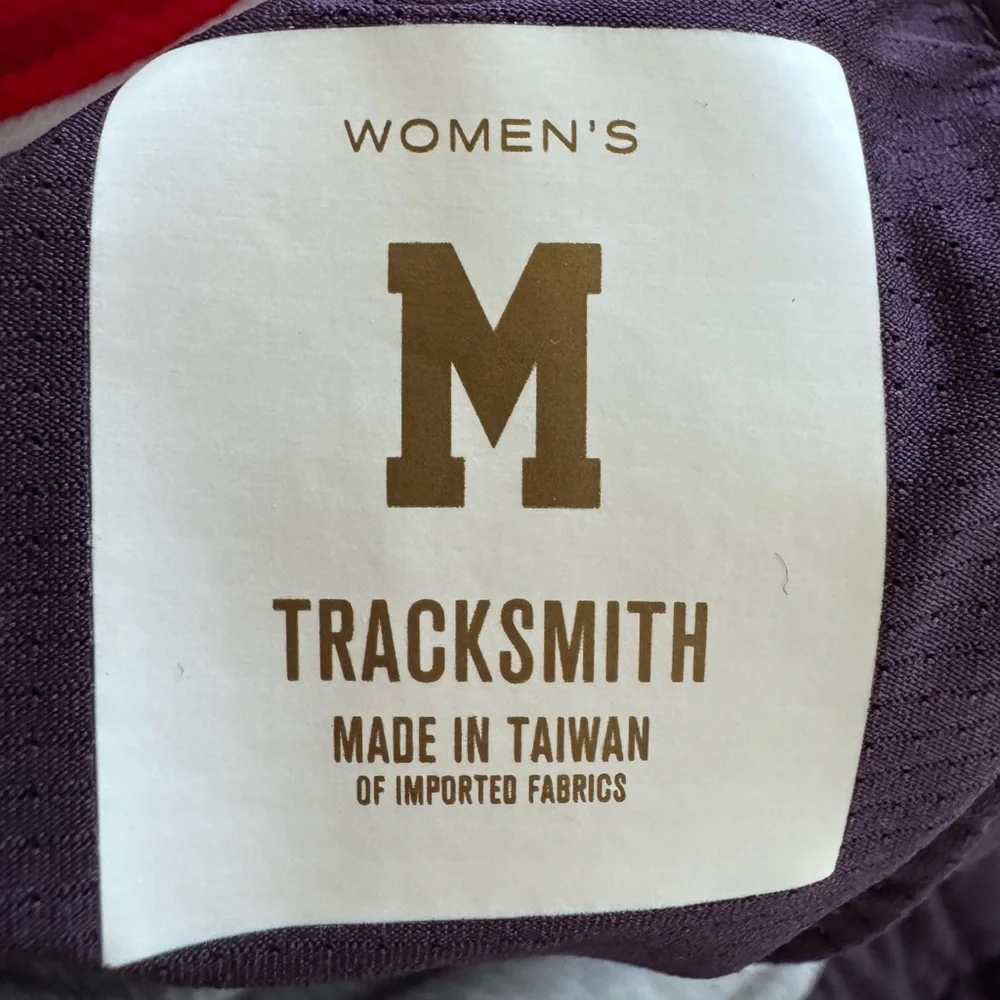 WOMEN'S
M
TRACKSMITH
MADE IN TAIWAN
OF IMPORTED FABRICS